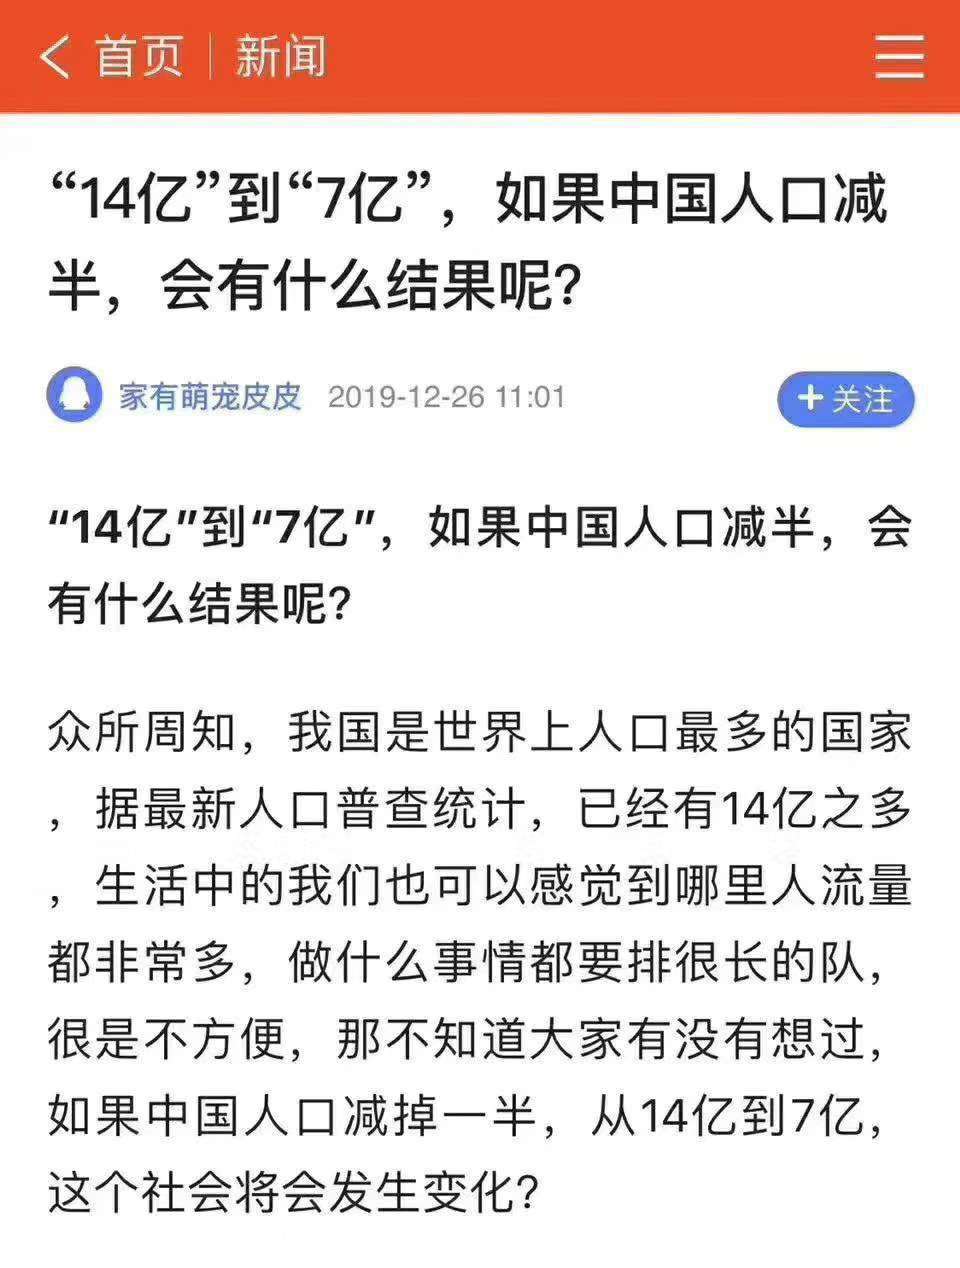 首页 | 新闻
“14亿”到“7亿”，如果中国人口减
半，会有什么结果呢？
家有萌宠皮皮 2019-12-26 11:01
+关注
“14亿”到“7亿”，如果中国人口减半，会
有什么结果呢？
众所周知，我国是世界上人口最多的国家
，据最新人口普查统计，已经有14亿之多
，生活中的我们也可以感觉到哪里人流量
都非常多，做什么事情都要排很长的队，
很是不方便，那不知道大家有没有想过，
如果中国人口减掉一半，从14亿到7亿，
这个社会将会发生变化？